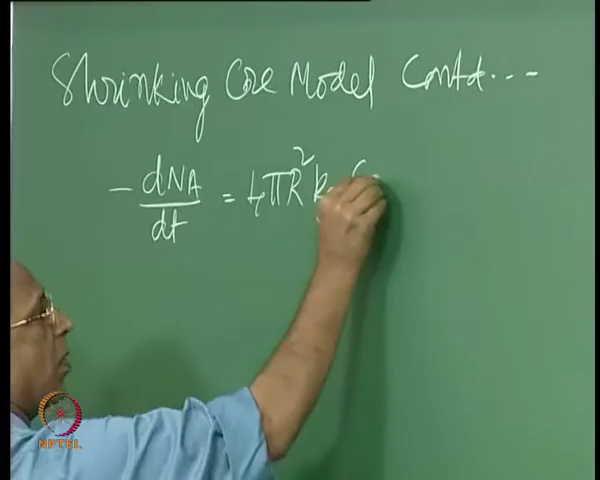 Shrinking Core Model Contd...
- dNA/dt = 4πR² k
NPTEL